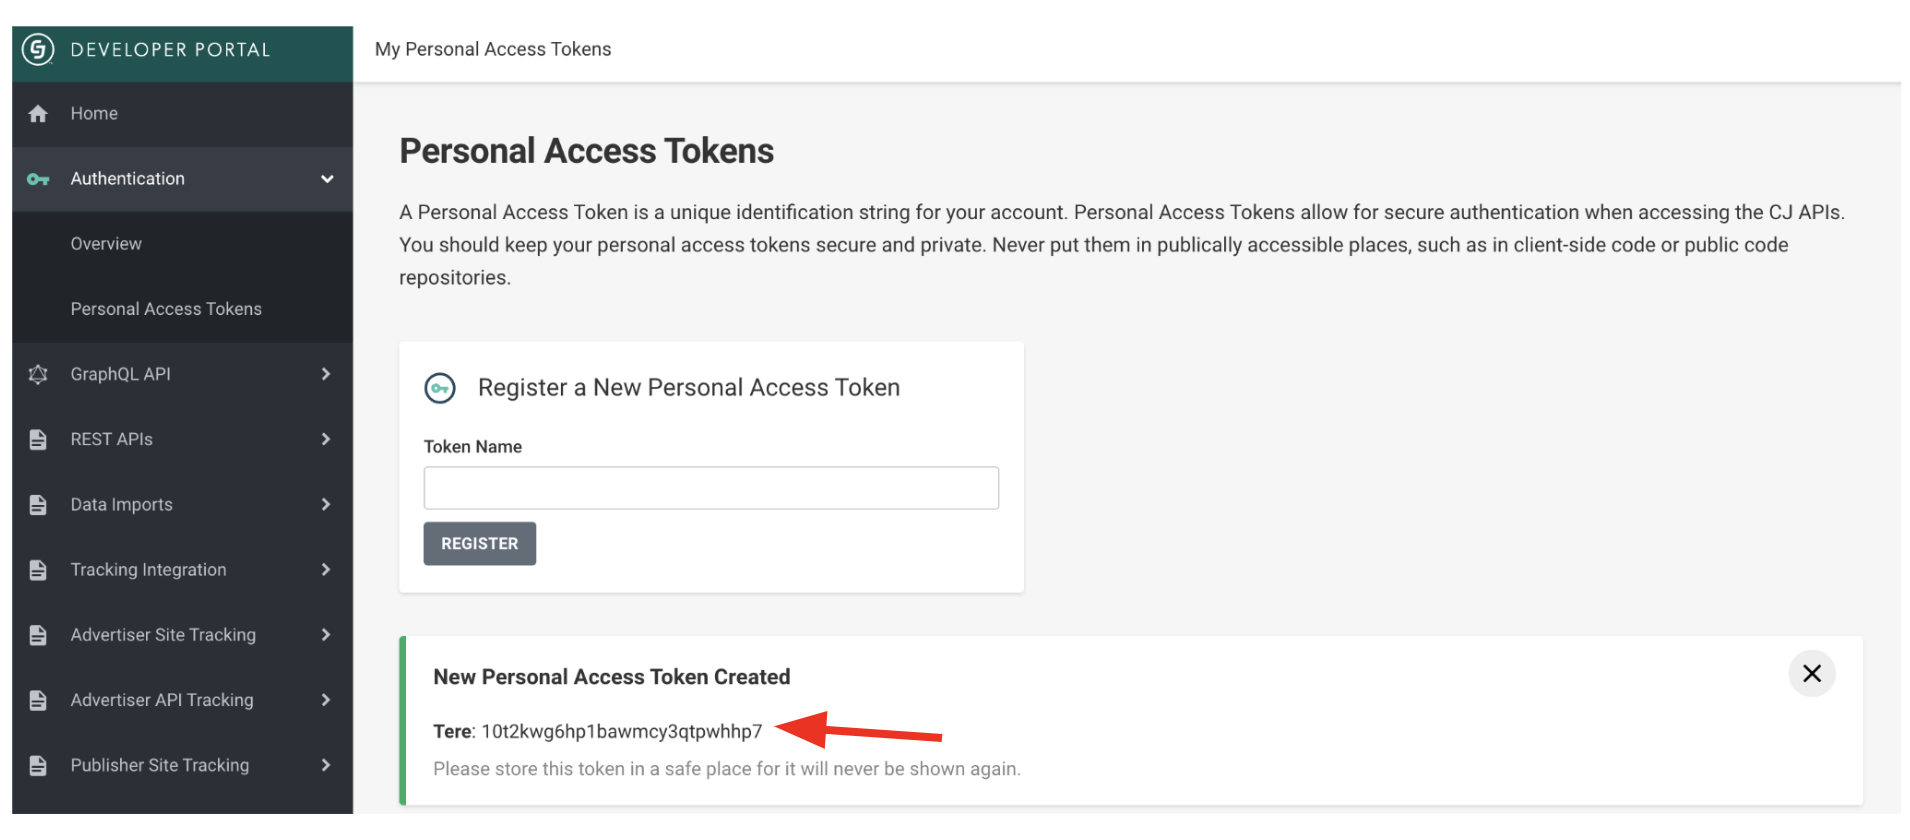 DEVELOPER PORTAL
My Personal Access Tokens
Home
Authentication
Overview
Personal Access Tokens
GraphQL API
REST APIs
Data Imports
Tracking Integration
Advertiser Site Tracking
Advertiser API Tracking
Publisher Site Tracking
Personal Access Tokens
A Personal Access Token is a unique identification string for your account. Personal Access Tokens allow for secure authentication when accessing the CJ APIs.
You should keep your personal access tokens secure and private. Never put them in publically accessible places, such as in client-side code or public code
repositories.
Register a New Personal Access Token
Token Name
REGISTER
New Personal Access Token Created
Tere: 10t2kwg6hp1bawmcy3qtpwhhp7
Please store this token in a safe place for it will never be shown again.